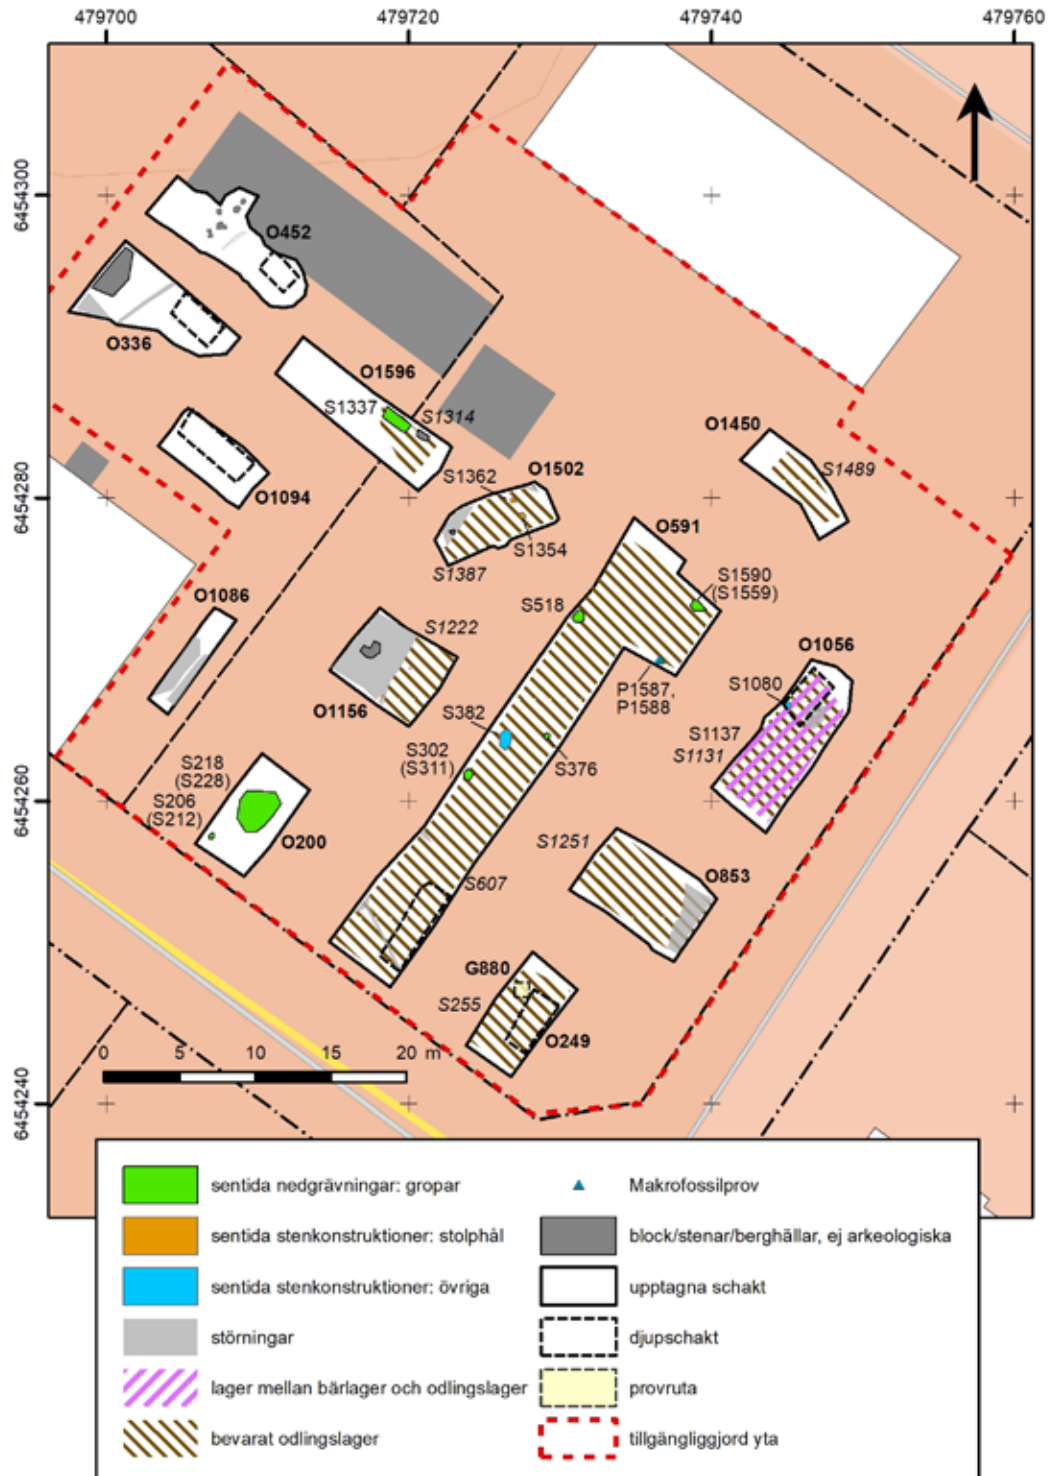 479700
479720
479740
479760
6454300
6454280
6454260
6454240
O452
O336
O1596
S1337
S1314
O1450
S1489
S1362
O1502
O1094
O591
S1354
S1387
S1590
(S1559)
O1086
S518
S1222
O1056
S1080
P1587,
P1588
O1156
S382
S1137
S1131
S302
(S311)
S376
S218
(S228)
S206
(S212)
O200
S1251
O853
S607
G880
S255
O249
0 5 10 20 m
sentida nedgrävningar: gropar
sentida stenkonstruktioner: stolphål
sentida stenkonstruktioner: övriga
störningar
lager mellan bärlager och odlingslager
bevarat odlingslager
Makrofossilprov
block/stenar/berghällar, ej arkeologiska
upptagna schakt
djupschakt
provruta
tillgängliggjord yta